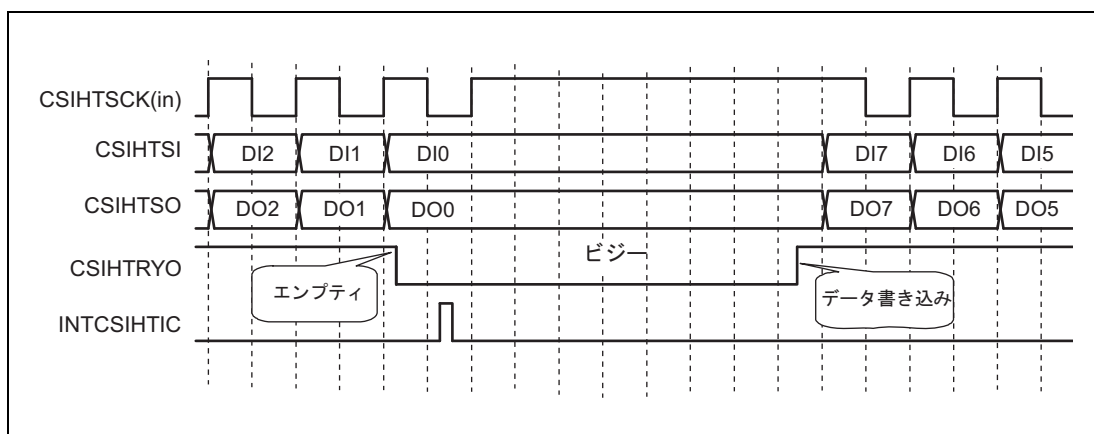 CSIHTSCK(in)
CSIHTSI DI2 DI1 DI0 DI7 DI6 DI5
CSIHTSO DO2 DO1 DO0 DO7 DO6 DO5
CSIHTRYO ビジー
エンプティ データ書き込み
INTCSIHTIC